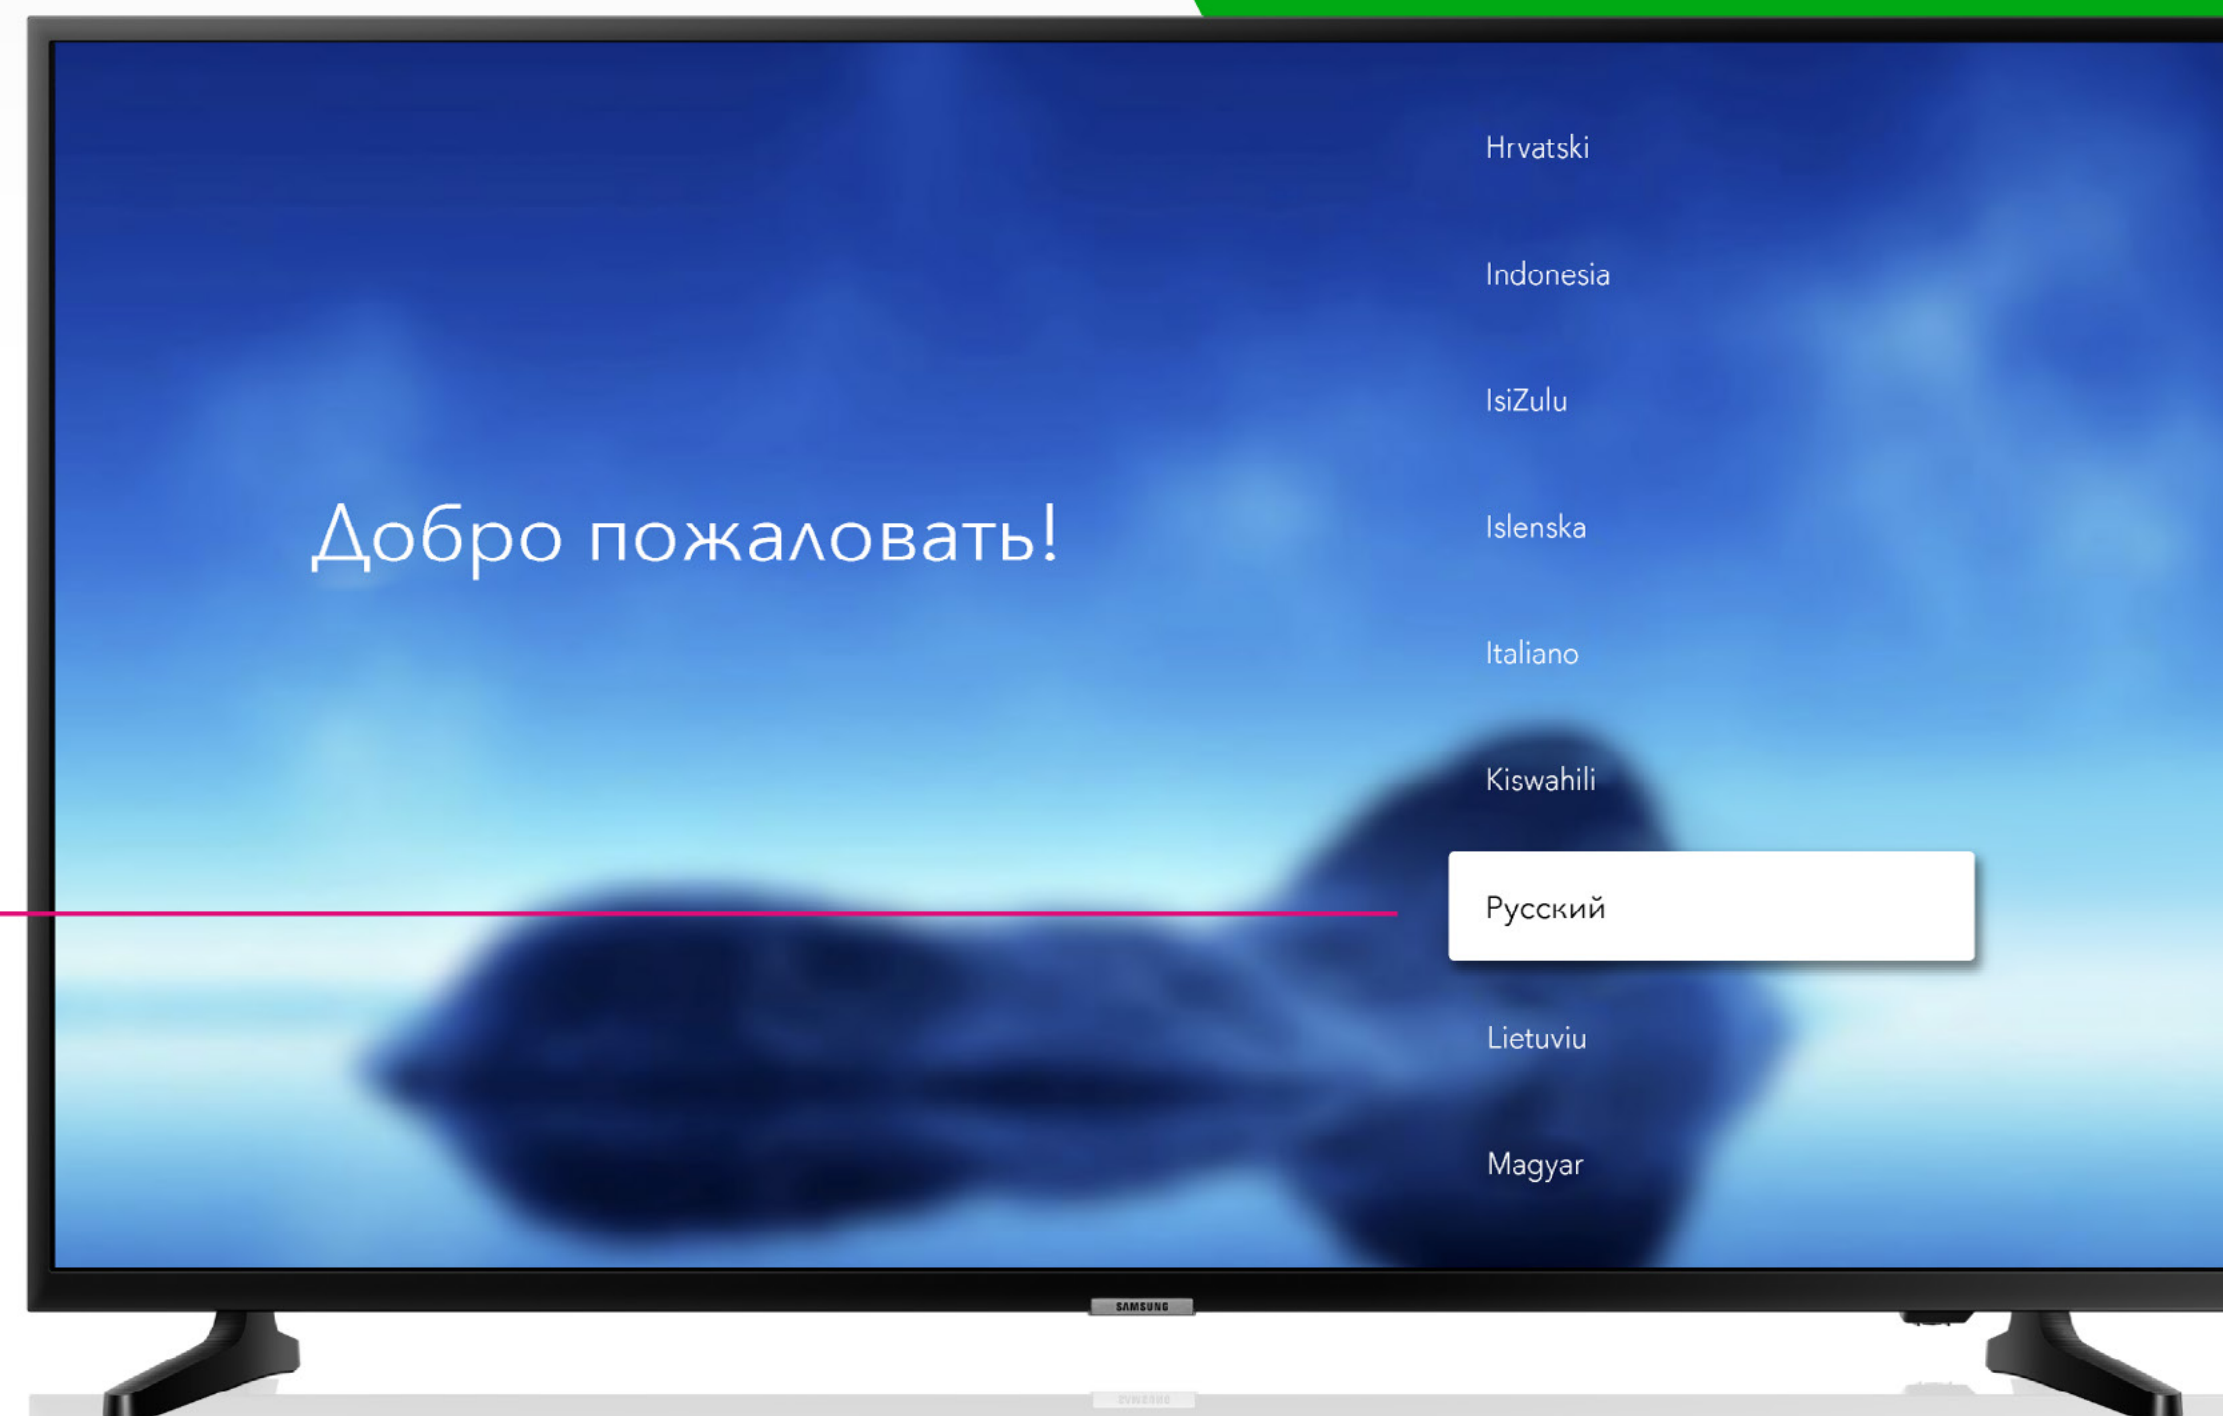 Добро пожаловать!
Hrvatski
Indonesia
IsiZulu
Islenska
Italiano
Kiswahili
Русский
Lietuviu
Magyar
SAMSUNG